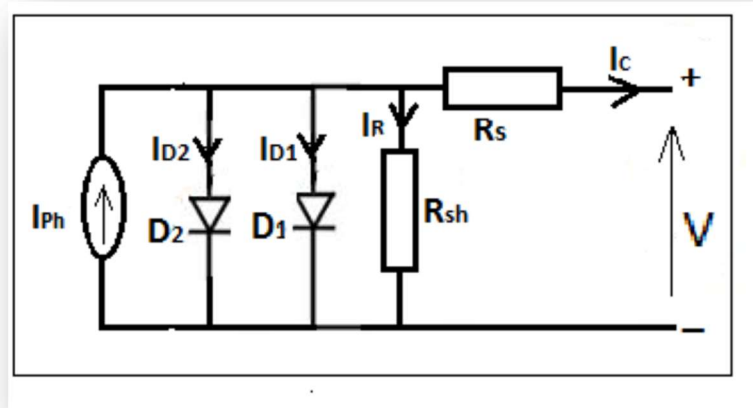 IC
+
ID2
ID1
IR
RS
IPh
D2
D1
Rsh
V
–